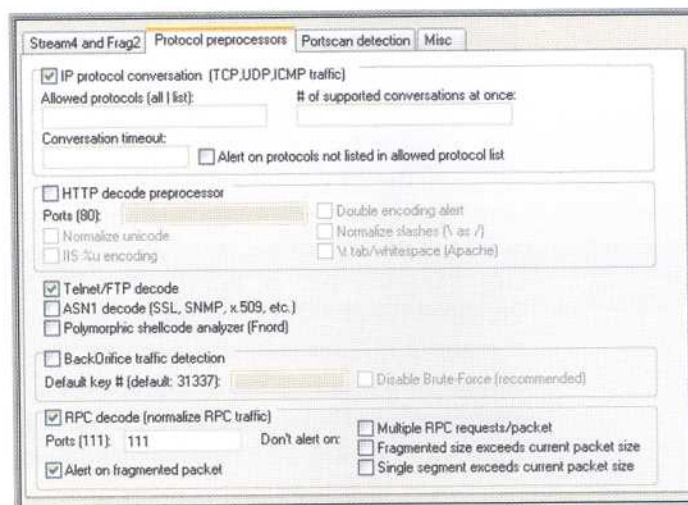 Stream4 and Frag2 Protocol preprocessors Portscan detection Misc
IP protocol conversation (TCP,UDP,ICMP traffic)
Allowed protocols (all | list): # of supported conversations at once:
Conversation timeout:
Alert on protocols not listed in allowed protocol list
HTTP decode preprocessor
Ports (80): Double encoding alert
Normalize unicode Normalize slashes (\ as /)
IIS %u encoding \t tab/whitespace (Apache)
Telnet/FTP decode
ASN1 decode (SSL, SNMP, x.509, etc.)
Polymorphic shellcode analyzer (Fnord)
BackOrifice traffic detection
Default key # (default: 31337): Disable Brute-Force (recommended)
RPC decode (normalize RPC traffic)
Ports (111): 111 Don't alert on: Multiple RPC requests/packet
Fragmented size exceeds current packet size
Alert on fragmented packet Single segment exceeds current packet size